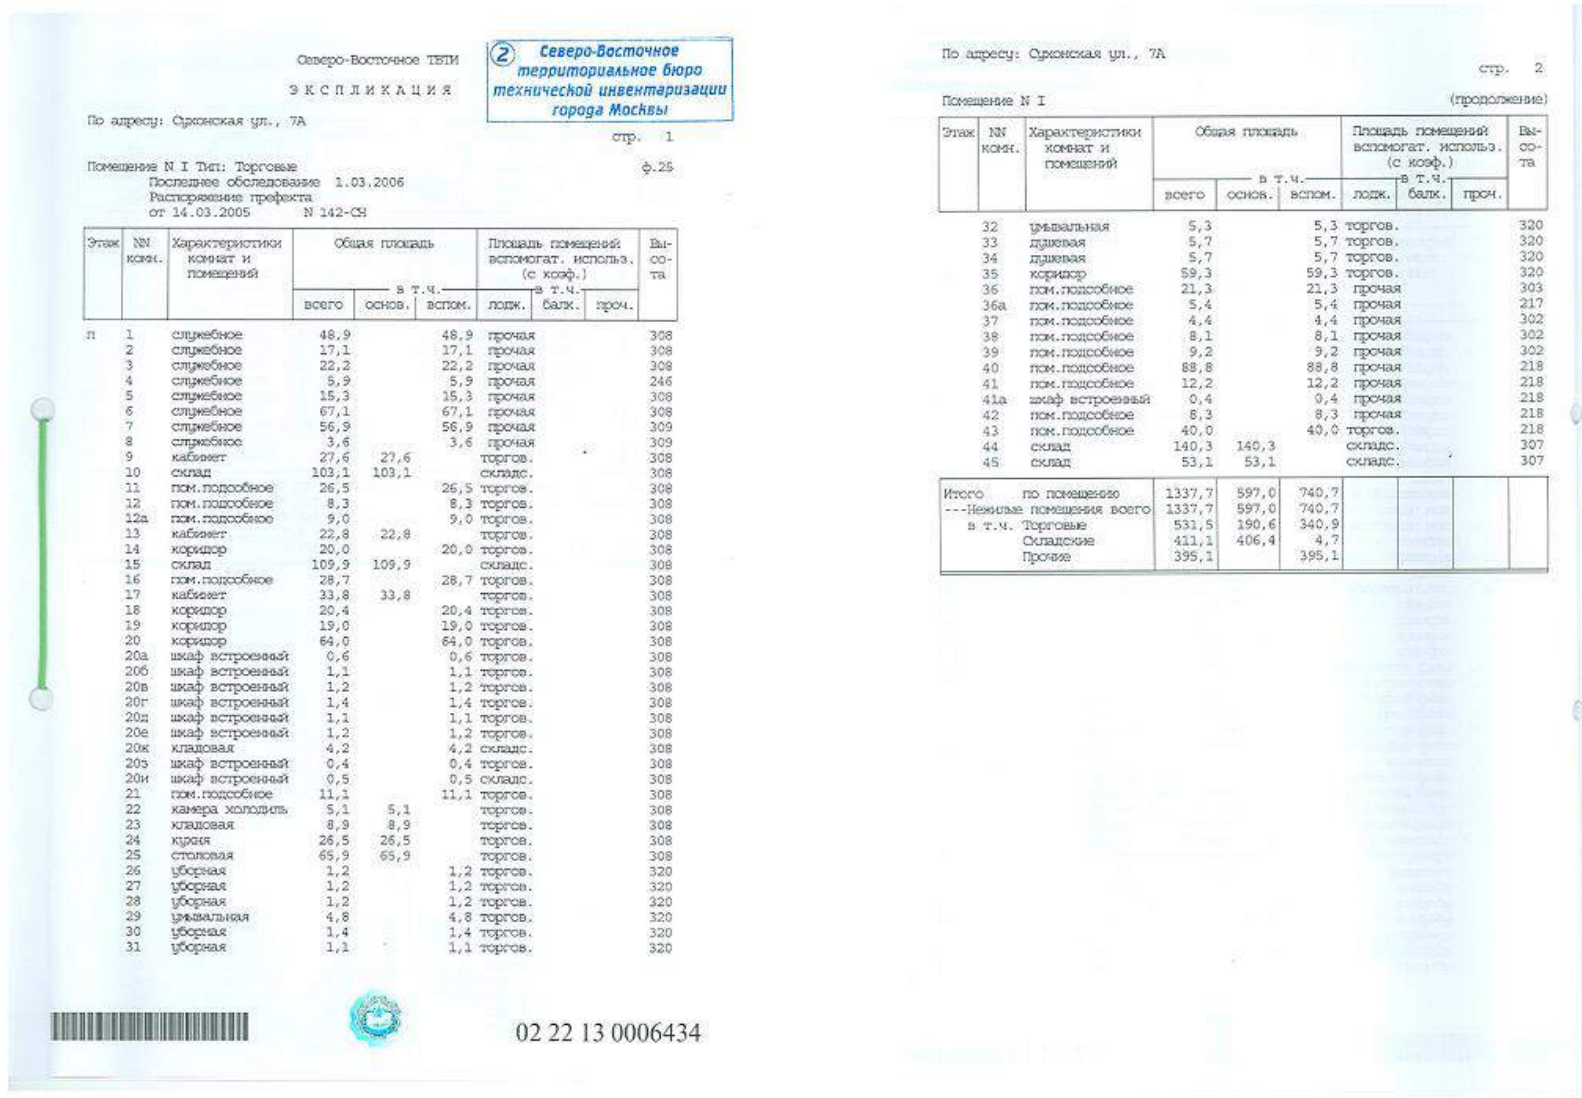 Северо-Восточное ТБТИ
2 Северо-Восточное
территориальное бюро
технической инвентаризации
города Москвы
ЭКСПЛИКАЦИЯ
По адресу: Сухонская ул., 7А
стр. 1
Помещение N I Тип: Торговые ф.25
Последнее обследование 1.03.2006
Распоряжение префекта
от 14.03.2005 N 142-СН
Этаж NN Характеристики Общая площадь Площадь помещений Вы-
комн. комнат и вспомогат. использ. со-
помещений (с коэф.) та
в т.ч. в т.ч.
всего основ. вспом. лодж. балк. проч.
п 1 служебное 48,9 48,9 прочая 308
2 служебное 17,1 17,1 прочая 308
3 служебное 22,2 22,2 прочая 308
4 служебное 5,9 5,9 прочая 246
5 служебное 15,3 15,3 прочая 308
6 служебное 67,1 67,1 прочая 308
7 служебное 56,9 56,9 прочая 309
8 служебное 3,6 3,6 прочая 309
9 кабинет 27,6 27,6 торгов. 308
10 склад 103,1 103,1 складс. 308
11 пом.подсобное 26,5 26,5 торгов. 308
12 пом.подсобное 8,3 8,3 торгов. 308
12а пом.подсобное 9,0 9,0 торгов. 308
13 кабинет 22,8 22,8 торгов. 308
14 коридор 20,0 20,0 торгов. 308
15 склад 109,9 109,9 складс. 308
16 пом.подсобное 28,7 28,7 торгов. 308
17 кабинет 33,8 33,8 торгов. 308
18 коридор 20,4 20,4 торгов. 308
19 коридор 19,0 19,0 торгов. 308
20 коридор 64,0 64,0 торгов. 308
20а шкаф встроенный 0,6 0,6 торгов. 308
20б шкаф встроенный 1,1 1,1 торгов. 308
20в шкаф встроенный 1,2 1,2 торгов. 308
20г шкаф встроенный 1,4 1,4 торгов. 308
20д шкаф встроенный 1,1 1,1 торгов. 308
20е шкаф встроенный 1,2 1,2 торгов. 308
20ж кладовая 4,2 4,2 складс. 308
20з шкаф встроенный 0,4 0,4 торгов. 308
20и шкаф встроенный 0,5 0,5 складс. 308
21 пом.подсобное 11,1 11,1 торгов. 308
22 камера холодиль 5,1 5,1 торгов. 308
23 кладовая 8,9 8,9 торгов. 308
24 кухня 26,5 26,5 торгов. 308
25 столовая 65,9 65,9 торгов. 308
26 уборная 1,2 1,2 торгов. 320
27 уборная 1,2 1,2 торгов. 320
28 уборная 1,2 1,2 торгов. 320
29 умывальная 4,8 4,8 торгов. 320
30 уборная 1,4 1,4 торгов. 320
31 уборная 1,1 1,1 торгов. 320
02 22 13 0006434
По адресу: Сухонская ул., 7А
стр. 2
Помещение N I (продолжение)
Этаж NN Характеристики Общая площадь Площадь помещений Вы-
комн. комнат и вспомогат. использ. со-
помещений (с коэф.) та
в т.ч. в т.ч.
всего основ. вспом. лодж. балк. проч.
32 умывальная 5,3 5,3 торгов. 320
33 душевая 5,7 5,7 торгов. 320
34 душевая 5,7 5,7 торгов. 320
35 коридор 59,3 59,3 торгов. 320
36 пом.подсобное 21,3 21,3 прочая 303
36а пом.подсобное 5,4 5,4 прочая 217
37 пом.подсобное 4,4 4,4 прочая 302
38 пом.подсобное 8,1 8,1 прочая 302
39 пом.подсобное 9,2 9,2 прочая 302
40 пом.подсобное 88,8 88,8 прочая 218
41 пом.подсобное 12,2 12,2 прочая 218
41а шкаф встроенный 0,4 0,4 прочая 218
42 пом.подсобное 8,3 8,3 прочая 218
43 пом.подсобное 40,0 40,0 торгов. 218
44 склад 140,3 140,3 складс. 307
45 склад 53,1 53,1 складс. 307
Итого по помещению 1337,7 597,0 740,7
---Нежилые помещения всего 1337,7 597,0 740,7
в т.ч. Торговые 531,5 190,6 340,9
Складские 411,1 406,4 4,7
Прочие 395,1 395,1